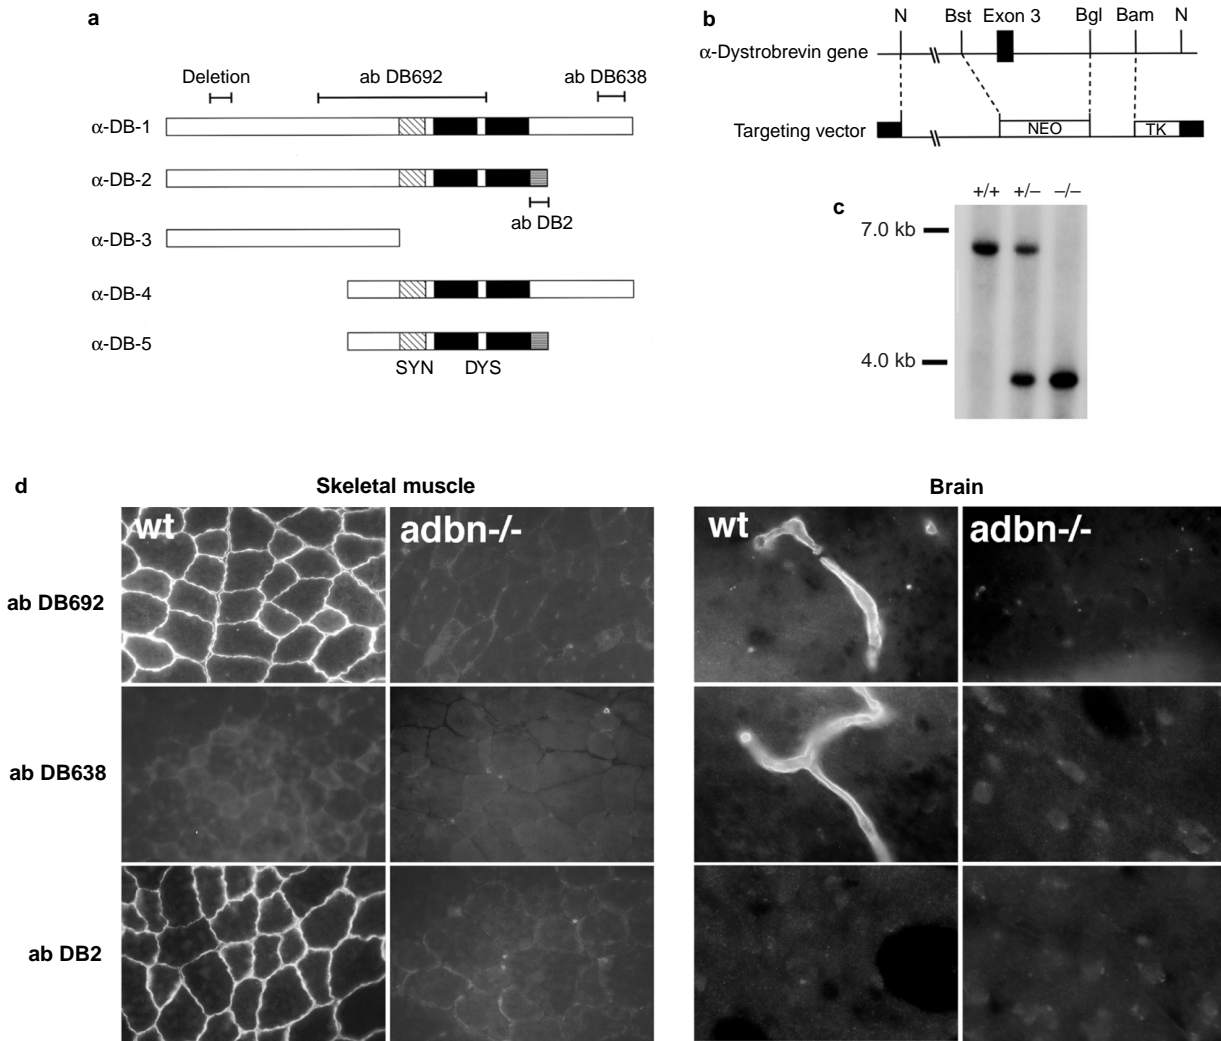 a
Deletion
ab DB692
ab DB638
α-DB-1
α-DB-2
ab DB2
α-DB-3
α-DB-4
α-DB-5
SYN
DYS
b
N
Bst
Exon 3
Bgl
Bam
N
α-Dystrobrevin gene
Targeting vector
NEO
TK
c
+/+
+/–
–/–
7.0 kb
4.0 kb
d
Skeletal muscle
Brain
wt
adbn-/-
wt
adbn-/-
ab DB692
ab DB638
ab DB2